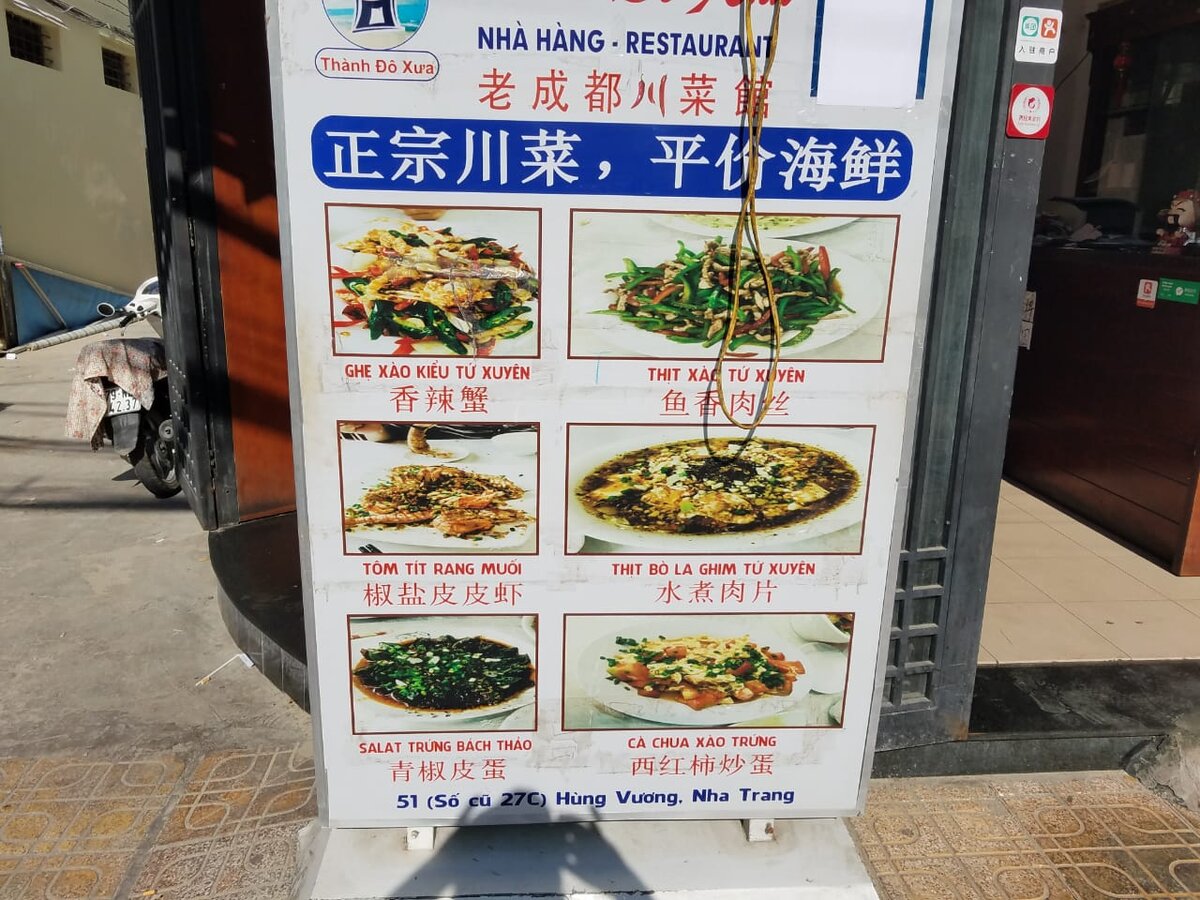 Thành Đô Xưa
NHÀ HÀNG - RESTAURANT
老成都川菜館
正宗川菜，平价海鲜
GHẸ XÀO KIỂU TỨ XUYÊN
香辣蟹
THỊT XÀO TỨ XUYÊN
鱼香肉丝
TÔM TÍT RANG MUỐI
椒盐皮皮虾
THỊT BÒ LA GHIM TỨ XUYÊN
水煮肉片
SALAT TRỨNG BÁCH THẢO
青椒皮蛋
CÀ CHUA XÀO TRỨNG
西红柿炒蛋
51 (Số cũ 27C) Hùng Vương, Nha Trang
入驻商户